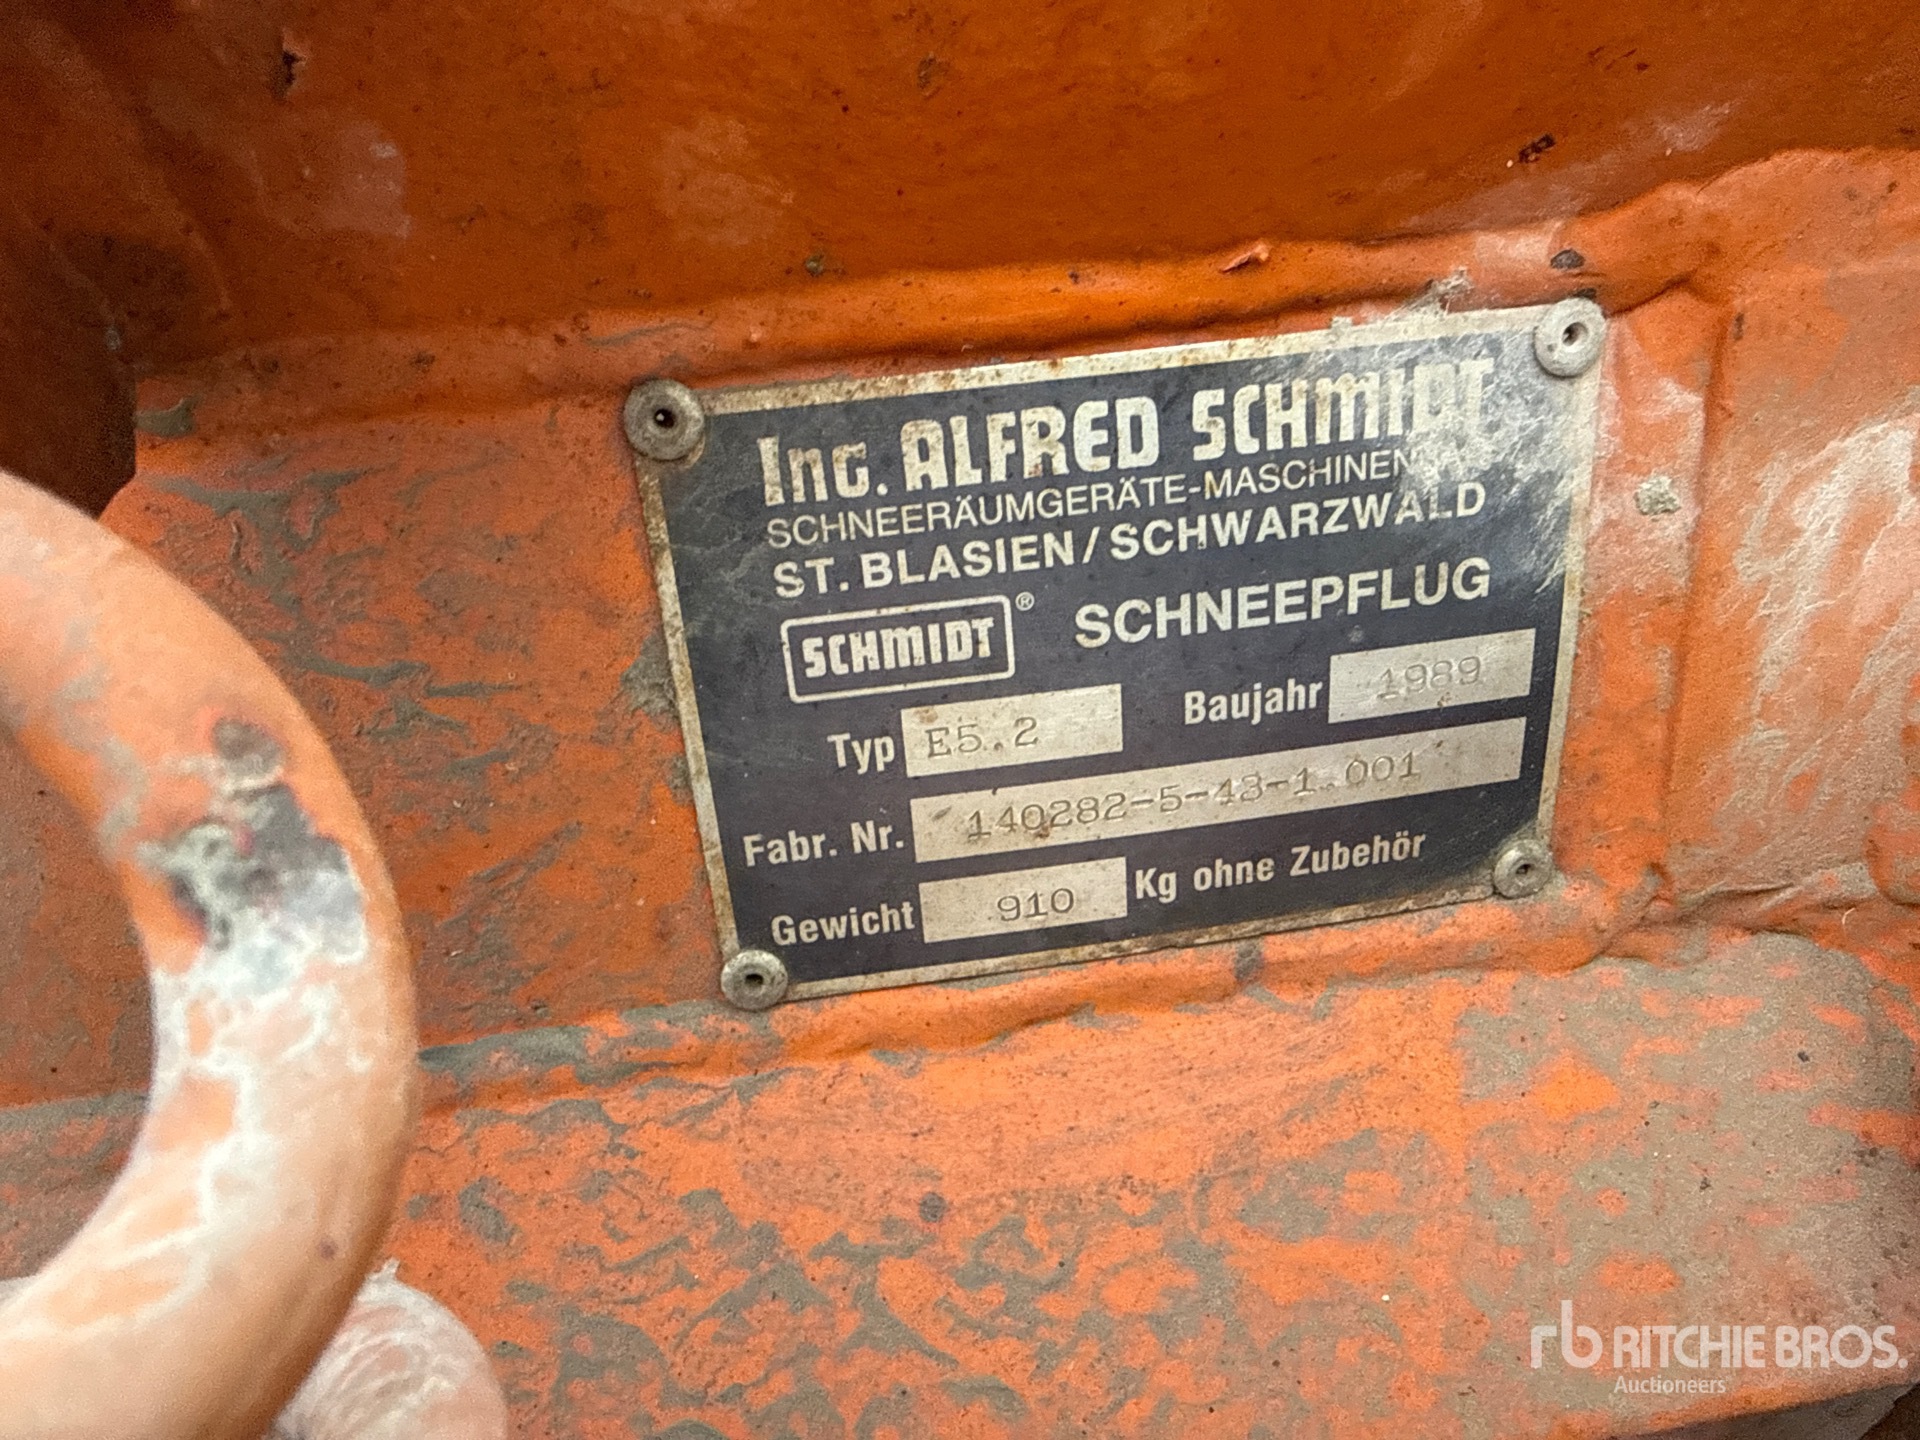 Ing. ALFRED SCHMIDT
SCHNEERÄUMGERÄTE-MASCHINEN
ST. BLASIEN / SCHWARZWALD
SCHMIDT® SCHNEEPFLUG
Typ E5.2 Baujahr 1989
Fabr. Nr. 140282-5-43-1.001
Gewicht 910 Kg ohne Zubehör
rb RITCHIE BROS.
Auctioneers